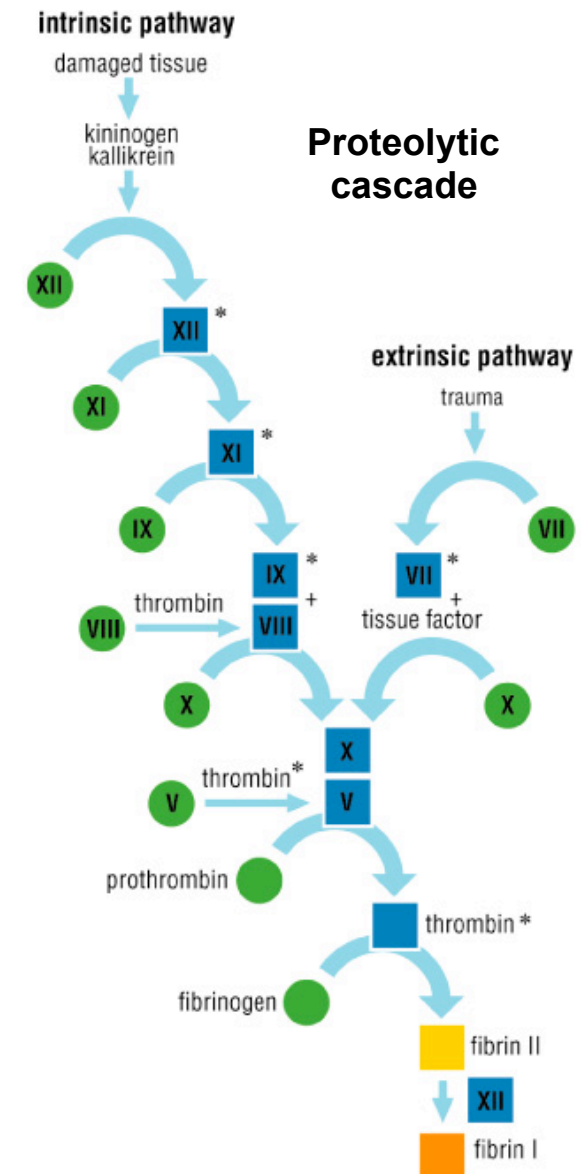 intrinsic pathway
damaged tissue
kininogen
kallikrein
Proteolytic
cascade
XII
XII *
extrinsic pathway
trauma
XI
XI *
IX
VII
IX *
+
VII *
+
tissue factor
VIII
thrombin
VIII
X
X
X
thrombin*
V
V
prothrombin
thrombin *
fibrinogen
fibrin II
XII
fibrin I